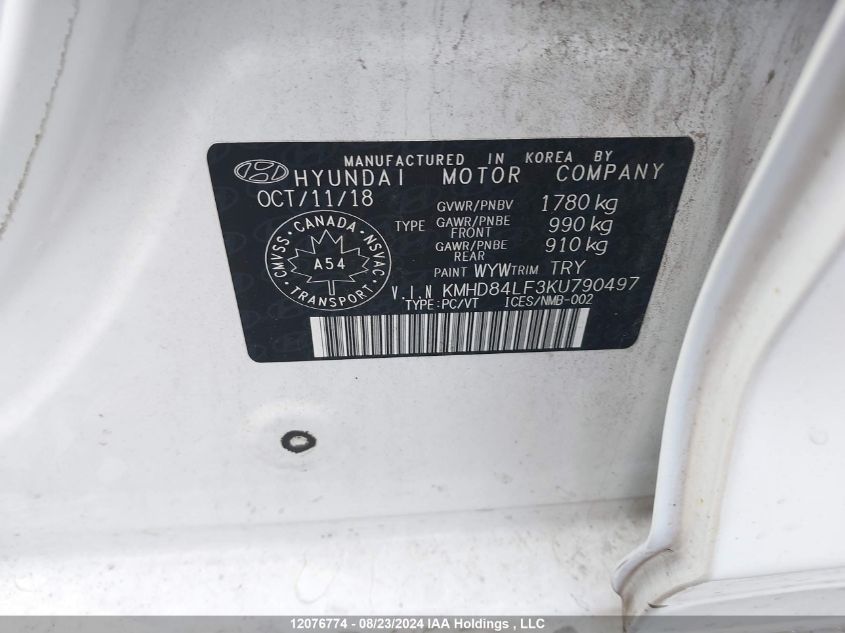 MANUFACTURED IN KOREA BY
HYUNDAI MOTOR COMPANY
OCT/11/18
GVWR/PNBV 1780 kg
TYPE GAWR/PNBE FRONT 990 kg
GAWR/PNBE REAR 910 kg
PAINT WYW TRIM TRY
CMVSS • CANADA • NSVAC
A54
TRANSPORT
V.I.N KMHD84LF3KU790497
TYPE:PC/VT ICES/NMB-002
12076774 - 08/23/2024 IAA Holdings , LLC